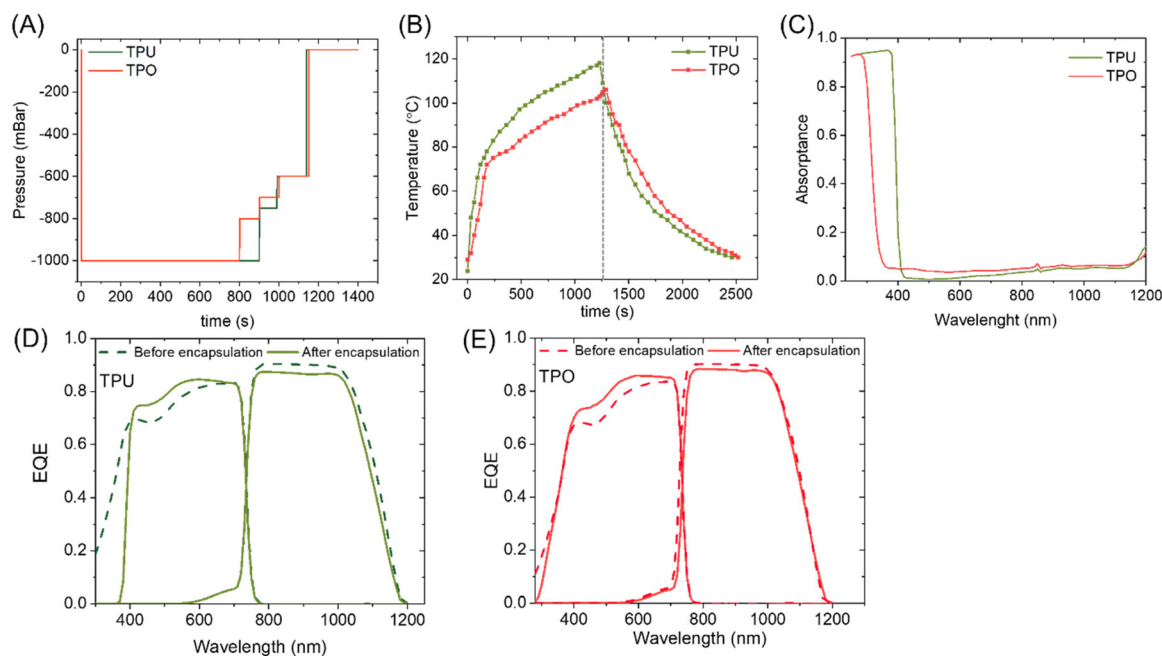 (A)
TPU
TPO
0
-200
-400
-600
-800
-1000
Pressure (mBar)
0 200 400 600 800 1000 1200 1400
time (s)
(B)
TPU
TPO
120
100
80
60
40
20
Temperature (°C)
0 500 1000 1500 2000 2500
time (s)
(C)
TPU
TPO
1.0
0.8
0.6
0.4
0.2
0.0
Absorptance
400 600 800 1000 1200
Wavelenght (nm)
(D)
Before encapsulation After encapsulation
TPU
1.0
0.8
0.6
0.4
0.2
0.0
EQE
400 600 800 1000 1200
Wavelength (nm)
(E)
Before encapsulation After encapsulation
TPO
1.0
0.8
0.6
0.4
0.2
0.0
EQE
400 600 800 1000 1200
Wavelength (nm)